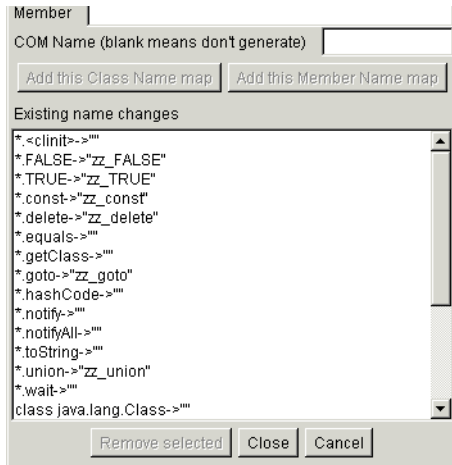 Member
COM Name (blank means don't generate)
Add this Class Name map Add this Member Name map
Existing name changes
*.<clinit>->""
*.FALSE->"zz_FALSE"
*.TRUE->"zz_TRUE"
*.const->"zz_const"
*.delete->"zz_delete"
*.equals->""
*.getClass->""
*.goto->"zz_goto"
*.hashCode->""
*.notify->""
*.notifyAll->""
*.toString->""
*.union->"zz_union"
*.wait->""
class java.lang.Class->""
Remove selected Close Cancel